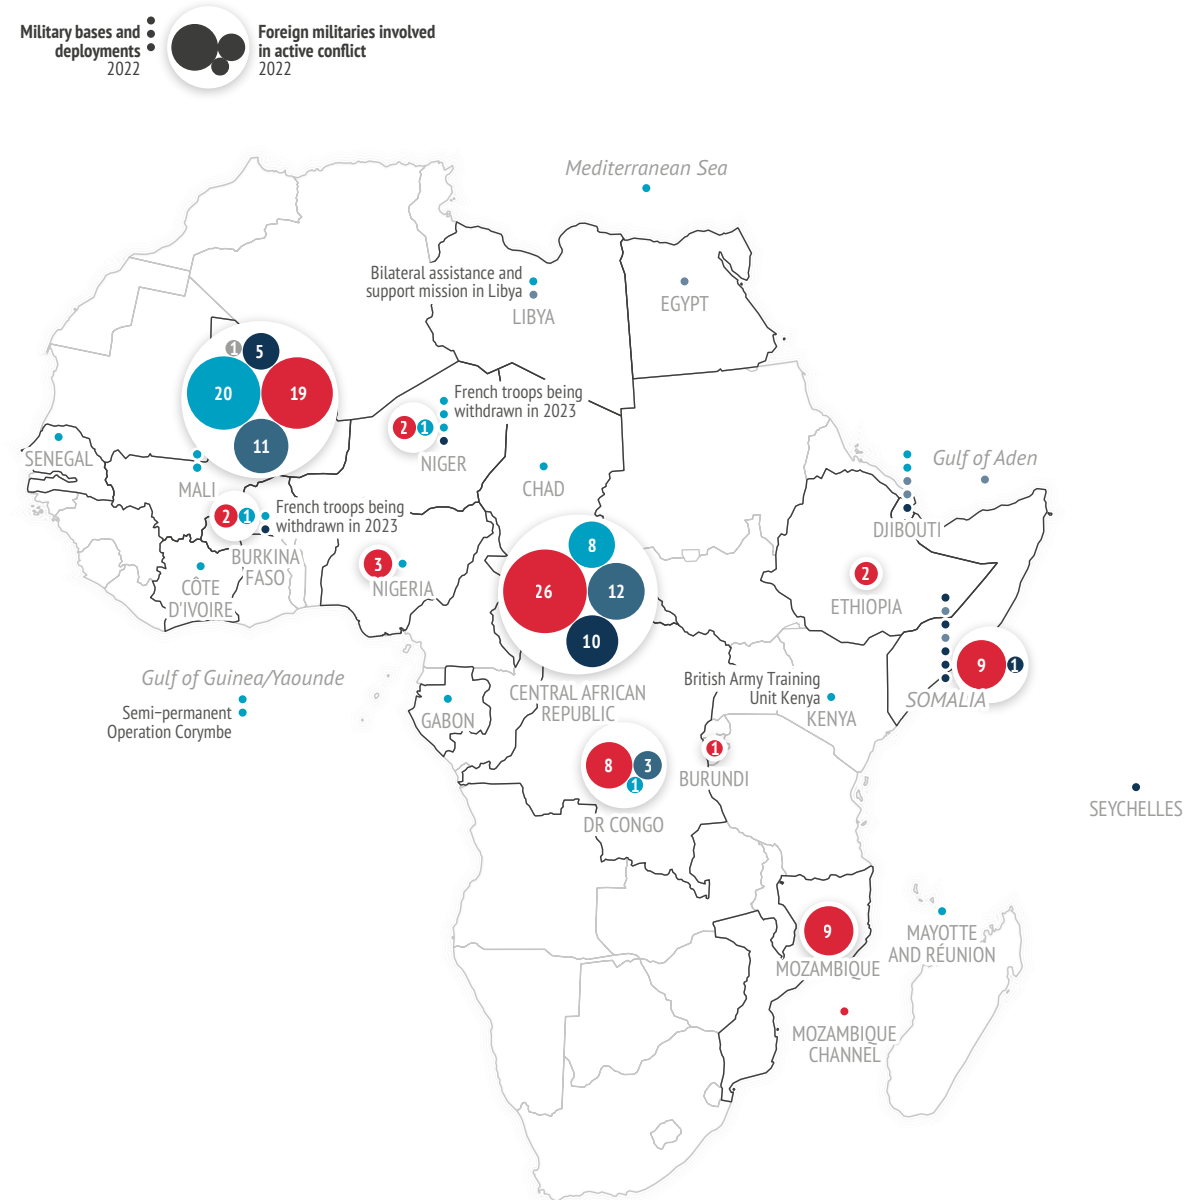 Military bases and
deployments
2022
Foreign militaries involved
in active conflict
2022
Mediterranean Sea
Bilateral assistance and
support mission in Libya
LIBYA
EGYPT
1
5
20
19
11
French troops being
withdrawn in 2023
2
1
NIGER
SENEGAL
MALI
CHAD
Gulf of Aden
DJIBOUTI
2
1
French troops being
withdrawn in 2023
BURKINA
FASO
CÔTE
D'IVOIRE
3
NIGERIA
8
26
12
10
CENTRAL AFRICAN
REPUBLIC
2
ETHIOPIA
9
1
SOMALIA
Gulf of Guinea/Yaounde
Semi–permanent
Operation Corymbe
GABON
British Army Training
Unit Kenya
KENYA
8
3
1
DR CONGO
1
BURUNDI
SEYCHELLES
9
MOZAMBIQUE
MAYOTTE
AND RÉUNION
MOZAMBIQUE
CHANNEL